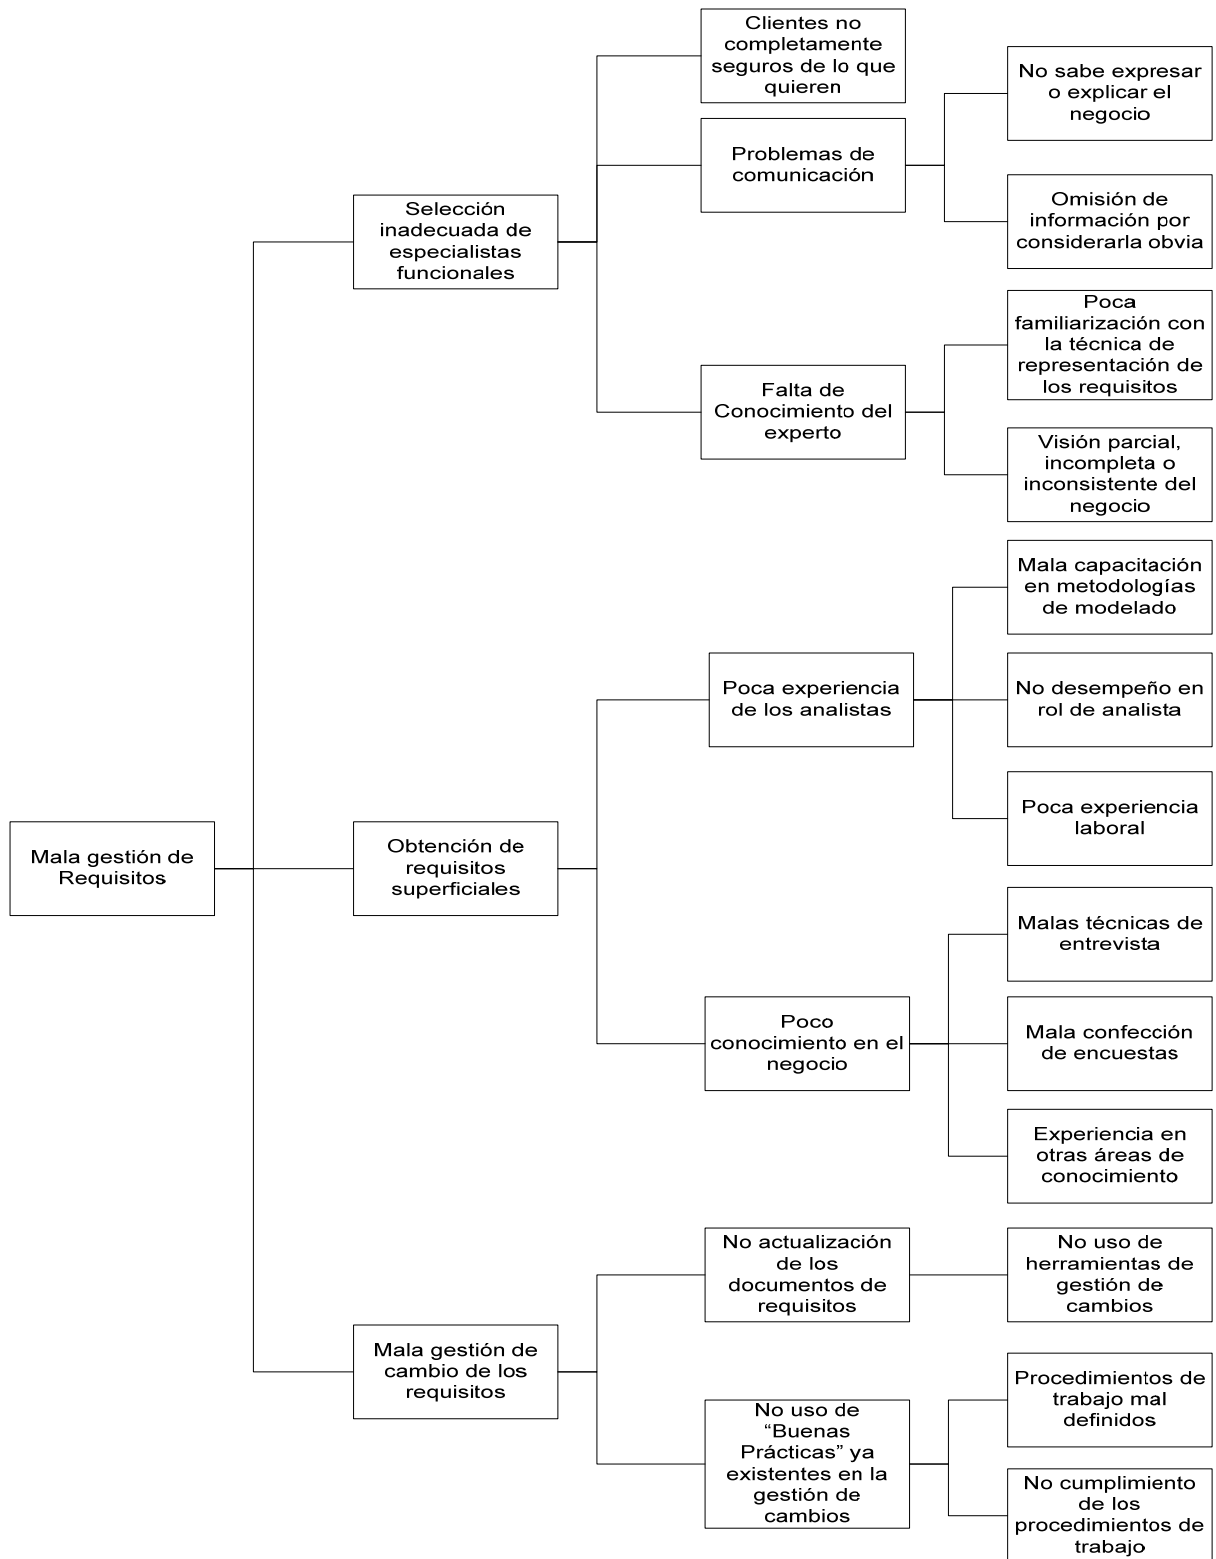 Clientes no
completamente
seguros de lo que
quieren
No sabe expresar
o explicar el
negocio
Problemas de
comunicación
Omisión de
información por
considerarla obvia
Selección
inadecuada de
especialistas
funcionales
Poca
familiarización con
la técnica de
representación de
los requisitos
Falta de
Conocimiento del
experto
Visión parcial,
incompleta o
inconsistente del
negocio
Mala capacitación
en metodologías
de modelado
Poca experiencia
de los analistas
No desempeño en
rol de analista
Poca experiencia
laboral
Mala gestión de
Requisitos
Obtención de
requisitos
superficiales
Malas técnicas de
entrevista
Poco
conocimiento en el
negocio
Mala confección
de encuestas
Experiencia en
otras áreas de
conocimiento
No actualización
de los
documentos de
requisitos
No uso de
herramientas de
gestión de
cambios
Mala gestión de
cambio de los
requisitos
Procedimientos de
trabajo mal
definidos
No uso de
“Buenas
Prácticas” ya
existentes en la
gestión de
cambios
No cumplimiento
de los
procedimientos de
trabajo